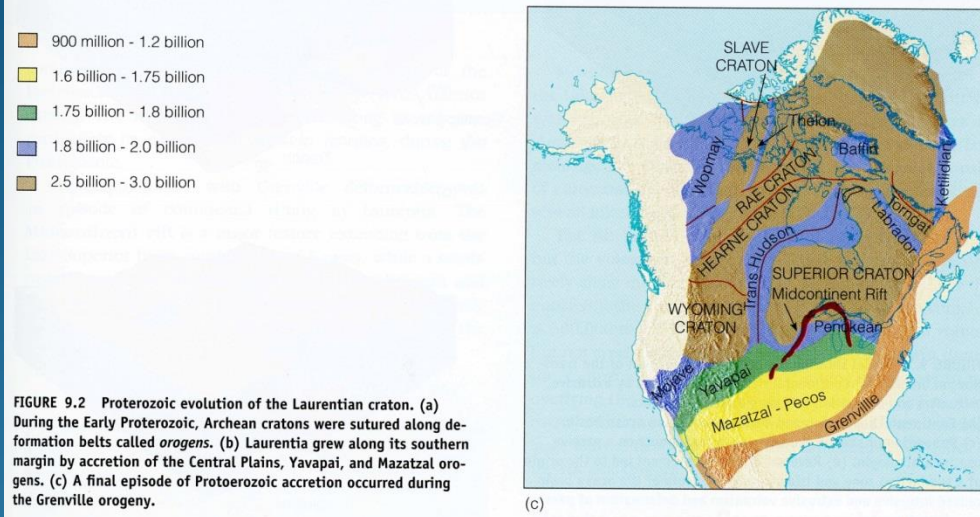 900 million - 1.2 billion
1.6 billion - 1.75 billion
1.75 billion - 1.8 billion
1.8 billion - 2.0 billion
2.5 billion - 3.0 billion
FIGURE 9.2 Proterozoic evolution of the Laurentian craton. (a)
During the Early Proterozoic, Archean cratons were sutured along de-
formation belts called orogens. (b) Laurentia grew along its southern
margin by accretion of the Central Plains, Yavapai, and Mazatzal oro-
gens. (c) A final episode of Protoerozoic accretion occurred during
the Grenville orogeny.
SLAVE
CRATON
Thelon
Baffin
Wopmay
Ketilidian
RAE CRATON
HEARNE CRATON
Torngat
Labrador
Trans Hudson
SUPERIOR CRATON
Midcontinent Rift
WYOMING
CRATON
Penokean
Mojave
Yavapai
Mazatzal - Pecos
Grenville
(c)